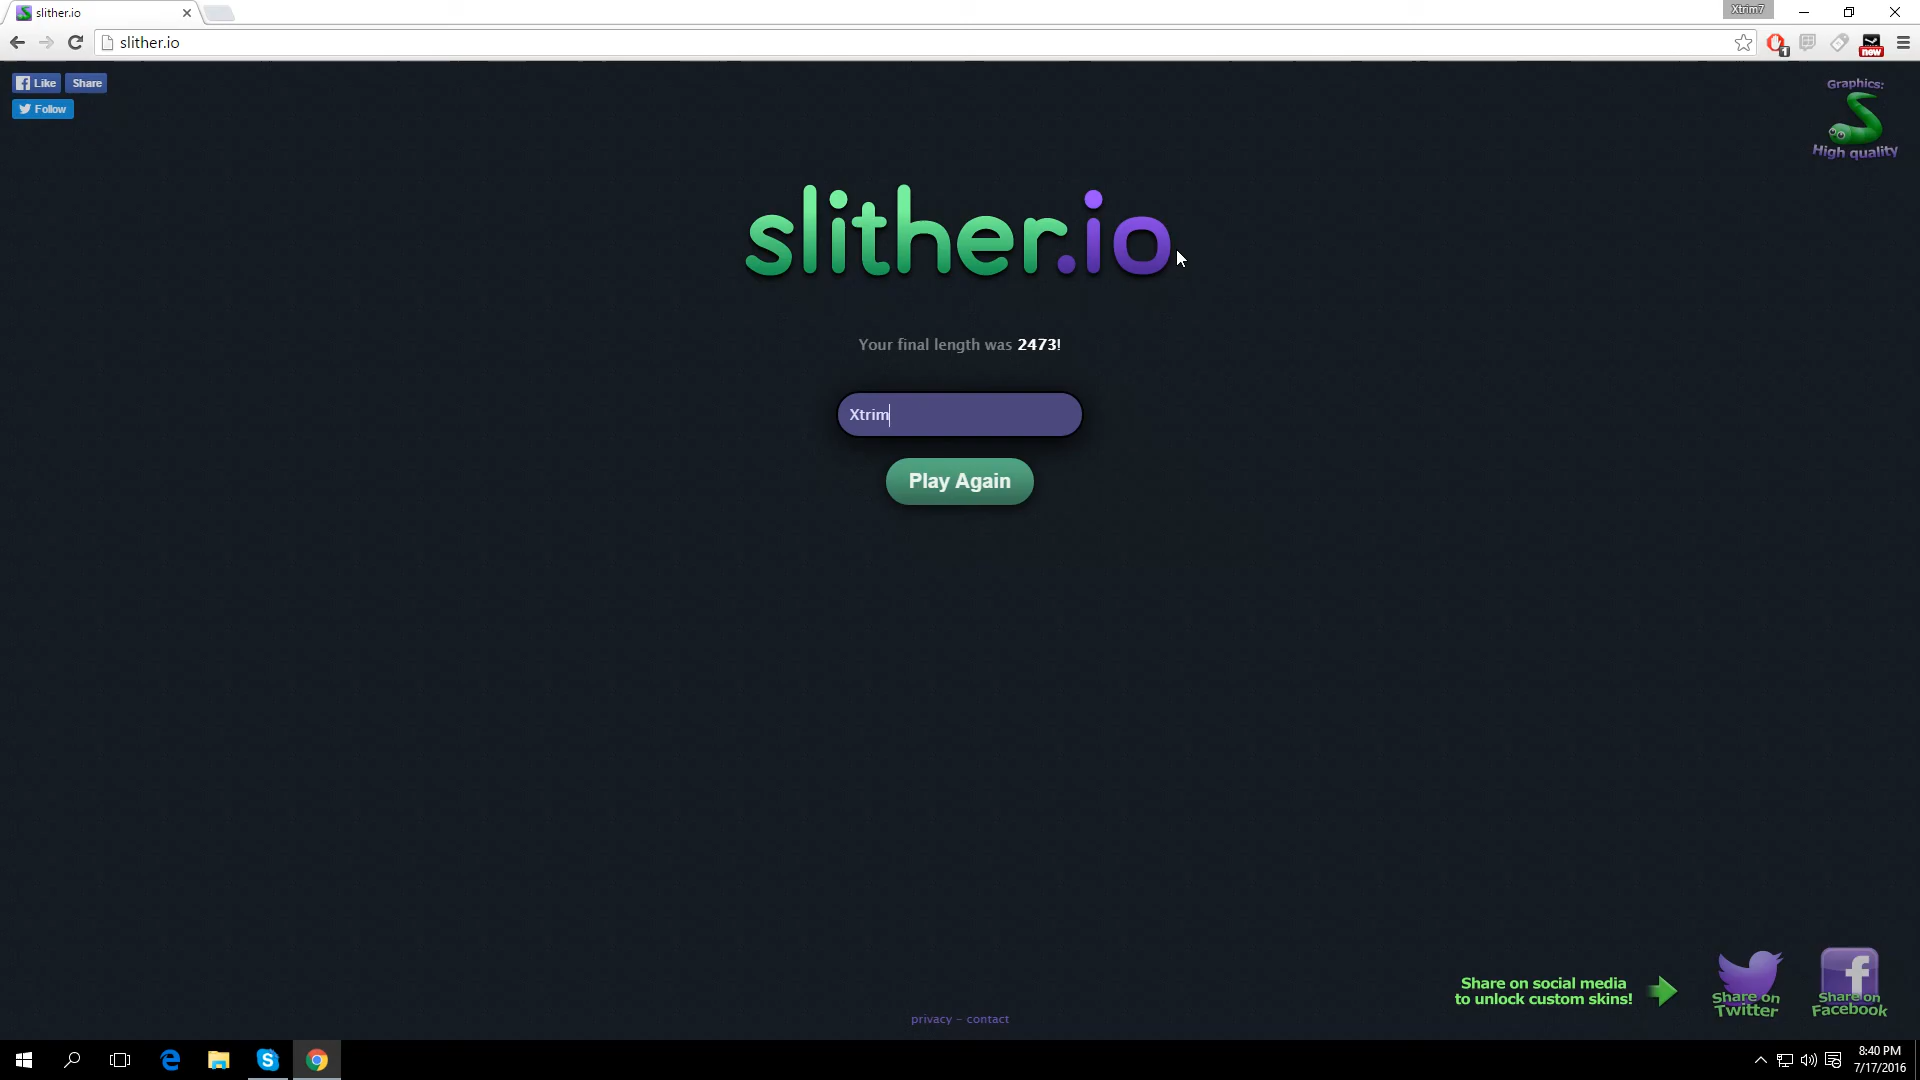 slither.io
Xtrim7
slither.io
new
1
Like
Share
Follow
Graphics:
High quality
slither.io
Your final length was 2473!
Xtrim
Play Again
Share on social media
to unlock custom skins!
Share on
Twitter
Share on
Facebook
privacy - contact
8:40 PM
7/17/2016